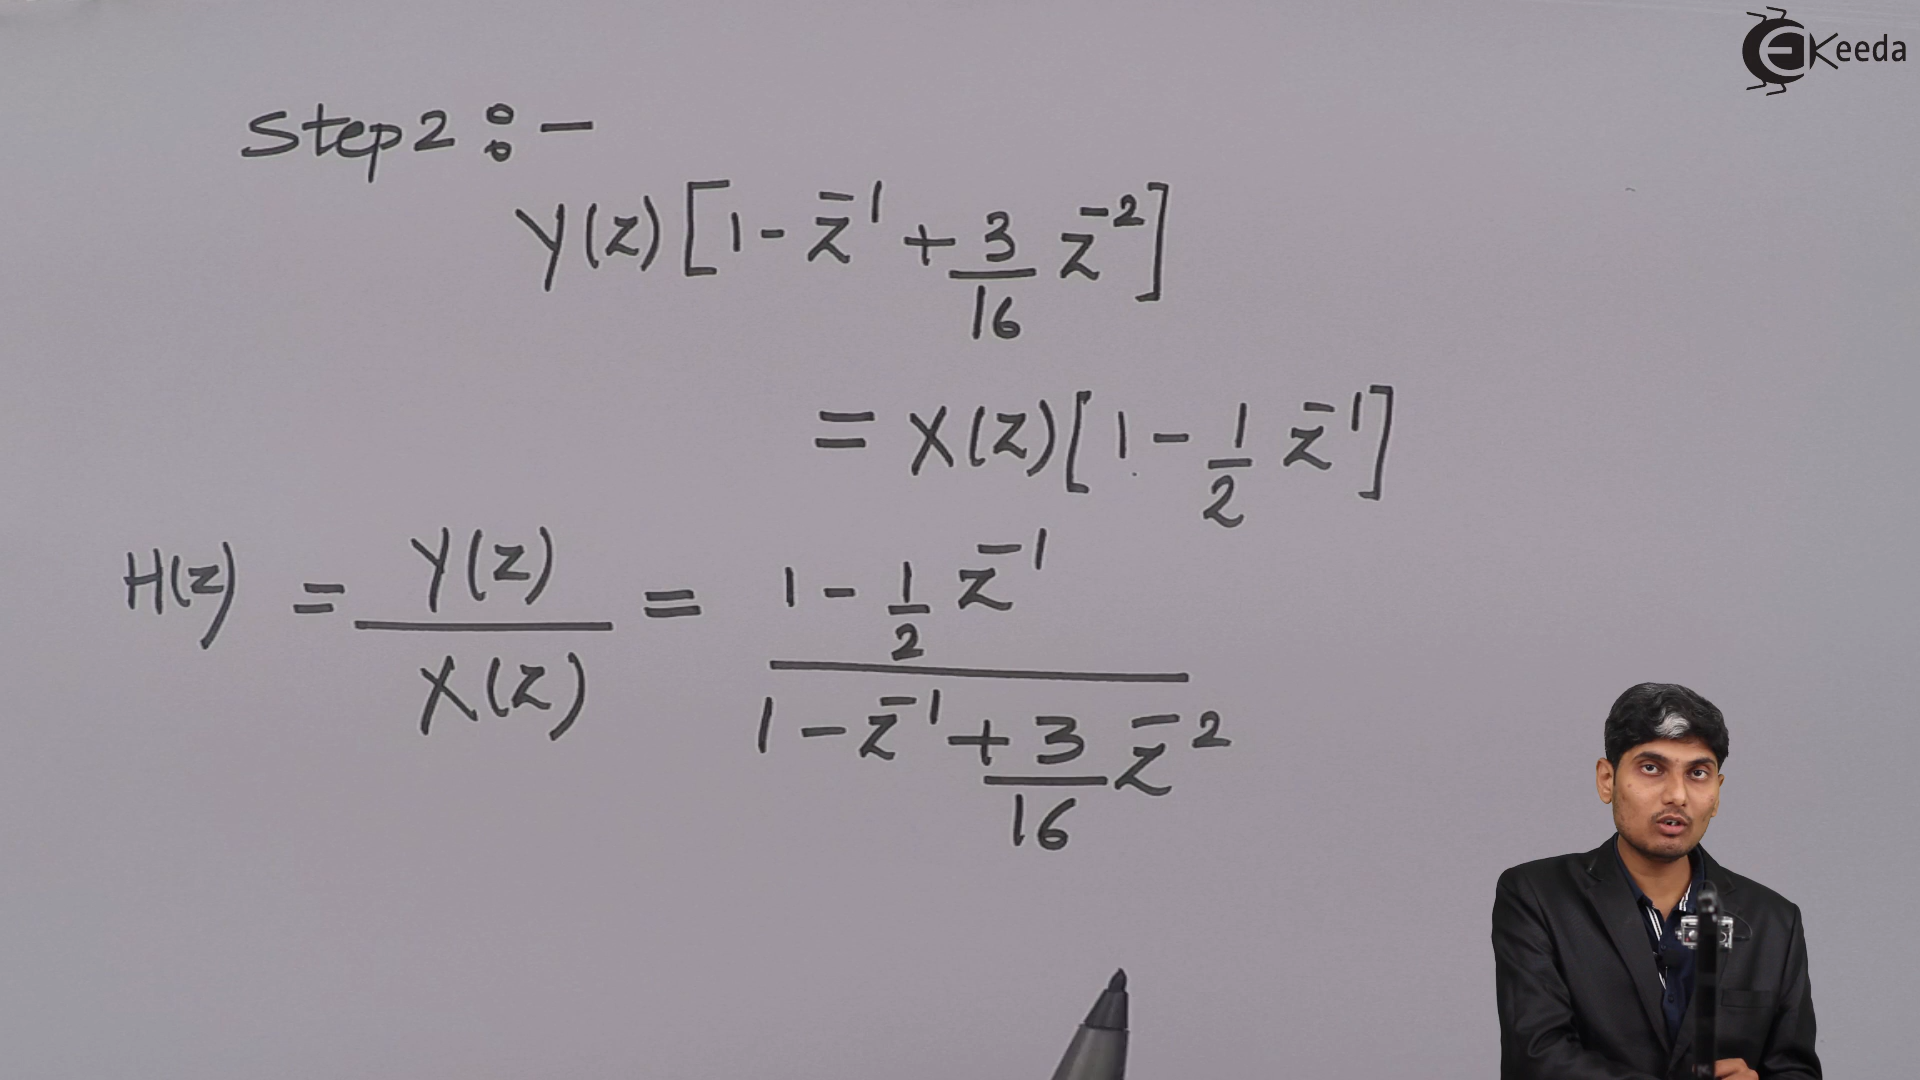 EKeeda
Step 2 :-
Y(z) [1 - z⁻¹ + 3/16 z⁻²]
= X(z) [1 - 1/2 z⁻¹]
H(z) = Y(z)/X(z) = (1 - 1/2 z⁻¹)/(1 - z⁻¹ + 3/16 z⁻²)